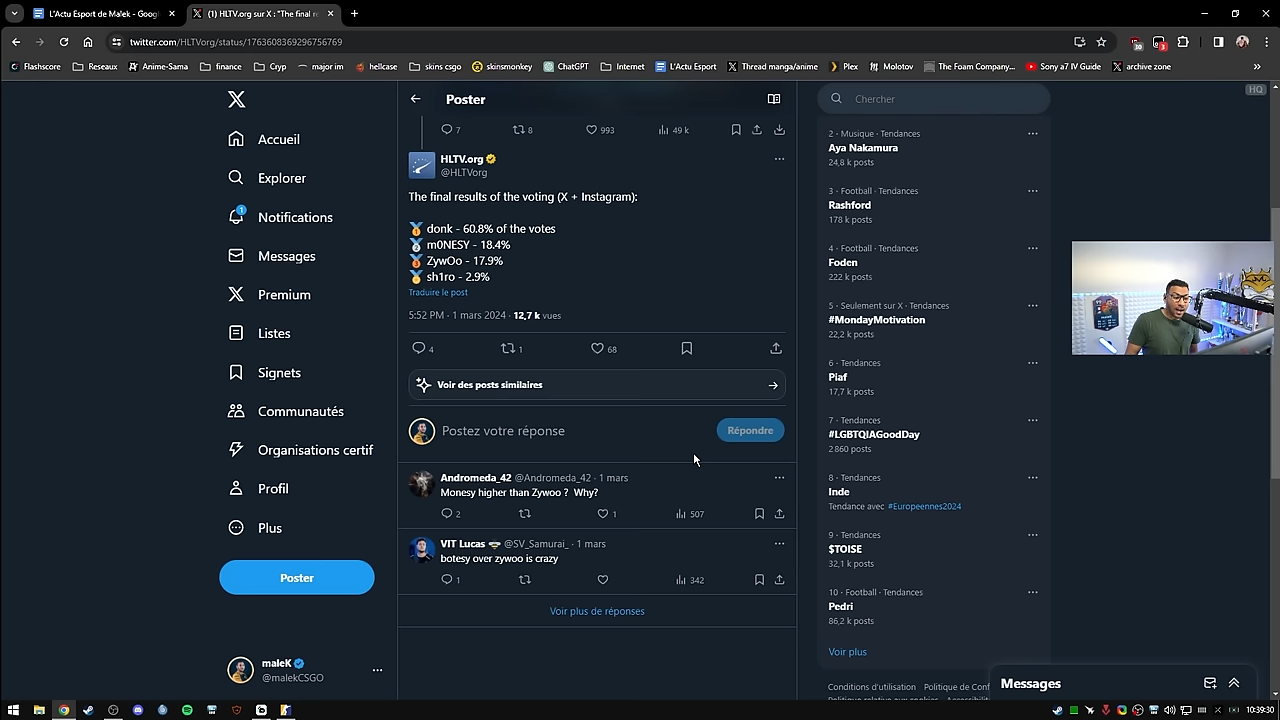 L'Actu Esport de Malek - Googl
(1) HLTV.org sur X : "The final re
twitter.com/HLTVorg/status/1763608369296756769
30
3
Flashscore
Reseaux
Anime-Sama
finance
Cryp
major im
hellcase
skins csgo
skinsmonkey
ChatGPT
Internet
L'Actu Esport
Thread manga/anime
Plex
Molotov
The Foam Company...
Sony a7 IV Guide
archive zone
Accueil
Explorer
1
Notifications
Messages
Premium
Listes
Signets
Communautés
Organisations certif
Profil
Plus
Poster
maleK
@malekCSGO
Poster
7
8
993
49 k
HLTV.org
@HLTVorg
The final results of the voting (X + Instagram):
🥇 donk - 60.8% of the votes
🥈 m0NESY - 18.4%
🥉 ZywOo - 17.9%
🏅 sh1ro - 2.9%
Traduire le post
5:52 PM · 1 mars 2024 · 12,7 k vues
4
1
68
Voir des posts similaires
Postez votre réponse
Répondre
Andromeda_42 @Andromeda_42 · 1 mars
Monesy higher than Zywoo ? Why?
2
1
507
VIT Lucas @SV_Samurai_ · 1 mars
botesy over zywoo is crazy
1
342
Voir plus de réponses
Chercher
2 · Musique · Tendances
Aya Nakamura
24,8 k posts
3 · Football · Tendances
Rashford
178 k posts
4 · Football · Tendances
Foden
222 k posts
5 · Seulement sur X · Tendances
#MondayMotivation
22,2 k posts
6 · Tendances
Piaf
17,7 k posts
7 · Tendances
#LGBTQIAGoodDay
2 860 posts
8 · Tendances
Inde
Tendance avec #Europeennes2024
9 · Tendances
$TOISE
32,1 k posts
10 · Football · Tendances
Pedri
86,2 k posts
Voir plus
Conditions d'utilisation Politique de Conf
Messages
HQ
10:39:30